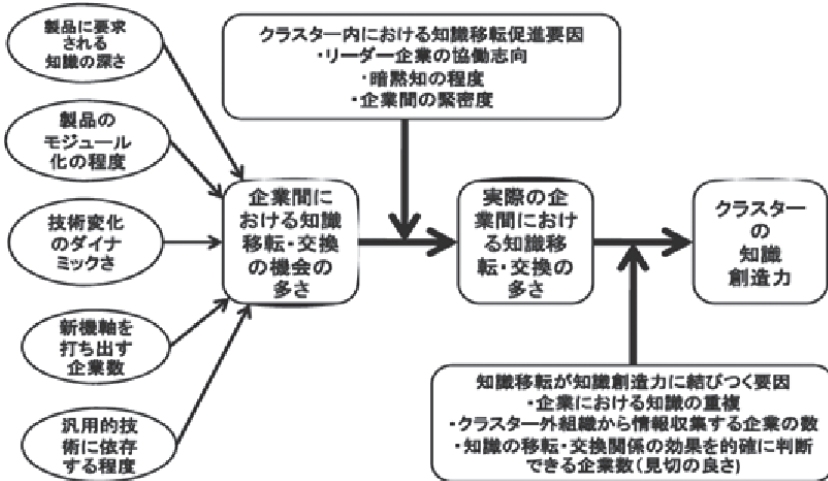 製品に要求
される
知識の深さ
製品の
モジュール
化の程度
技術変化
のダイナ
ミックさ
新機軸を
打ち出す
企業数
汎用的技
術に依存
する程度
クラスター内における知識移転促進要因
・リーダー企業の協働志向
・暗黙知の程度
・企業間の緊密度
企業間に
おける知識
移転・交換
の機会の
多さ
実際の企
業間におけ
る知識移
転・交換の
多さ
クラスター
の
知識
創造力
知識移転が知識創造力に結びつく要因
・企業における知識の重複
・クラスター外組織から情報収集する企業の数
・知識の移転・交換関係の効果を的確に判断
できる企業数(見切の良さ)